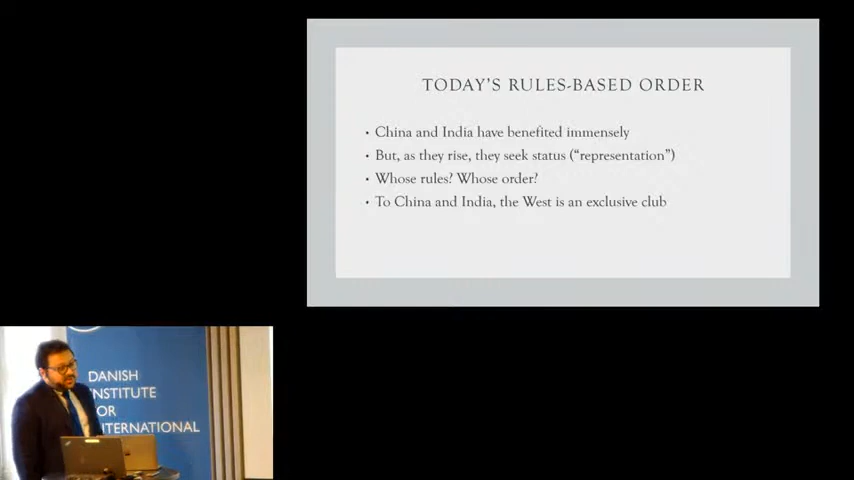 TODAY'S RULES-BASED ORDER
• China and India have benefited immensely
• But, as they rise, they seek status ("representation")
• Whose rules? Whose order?
• To China and India, the West is an exclusive club
DANISH
INSTITUTE
FOR
INTERNATIONAL